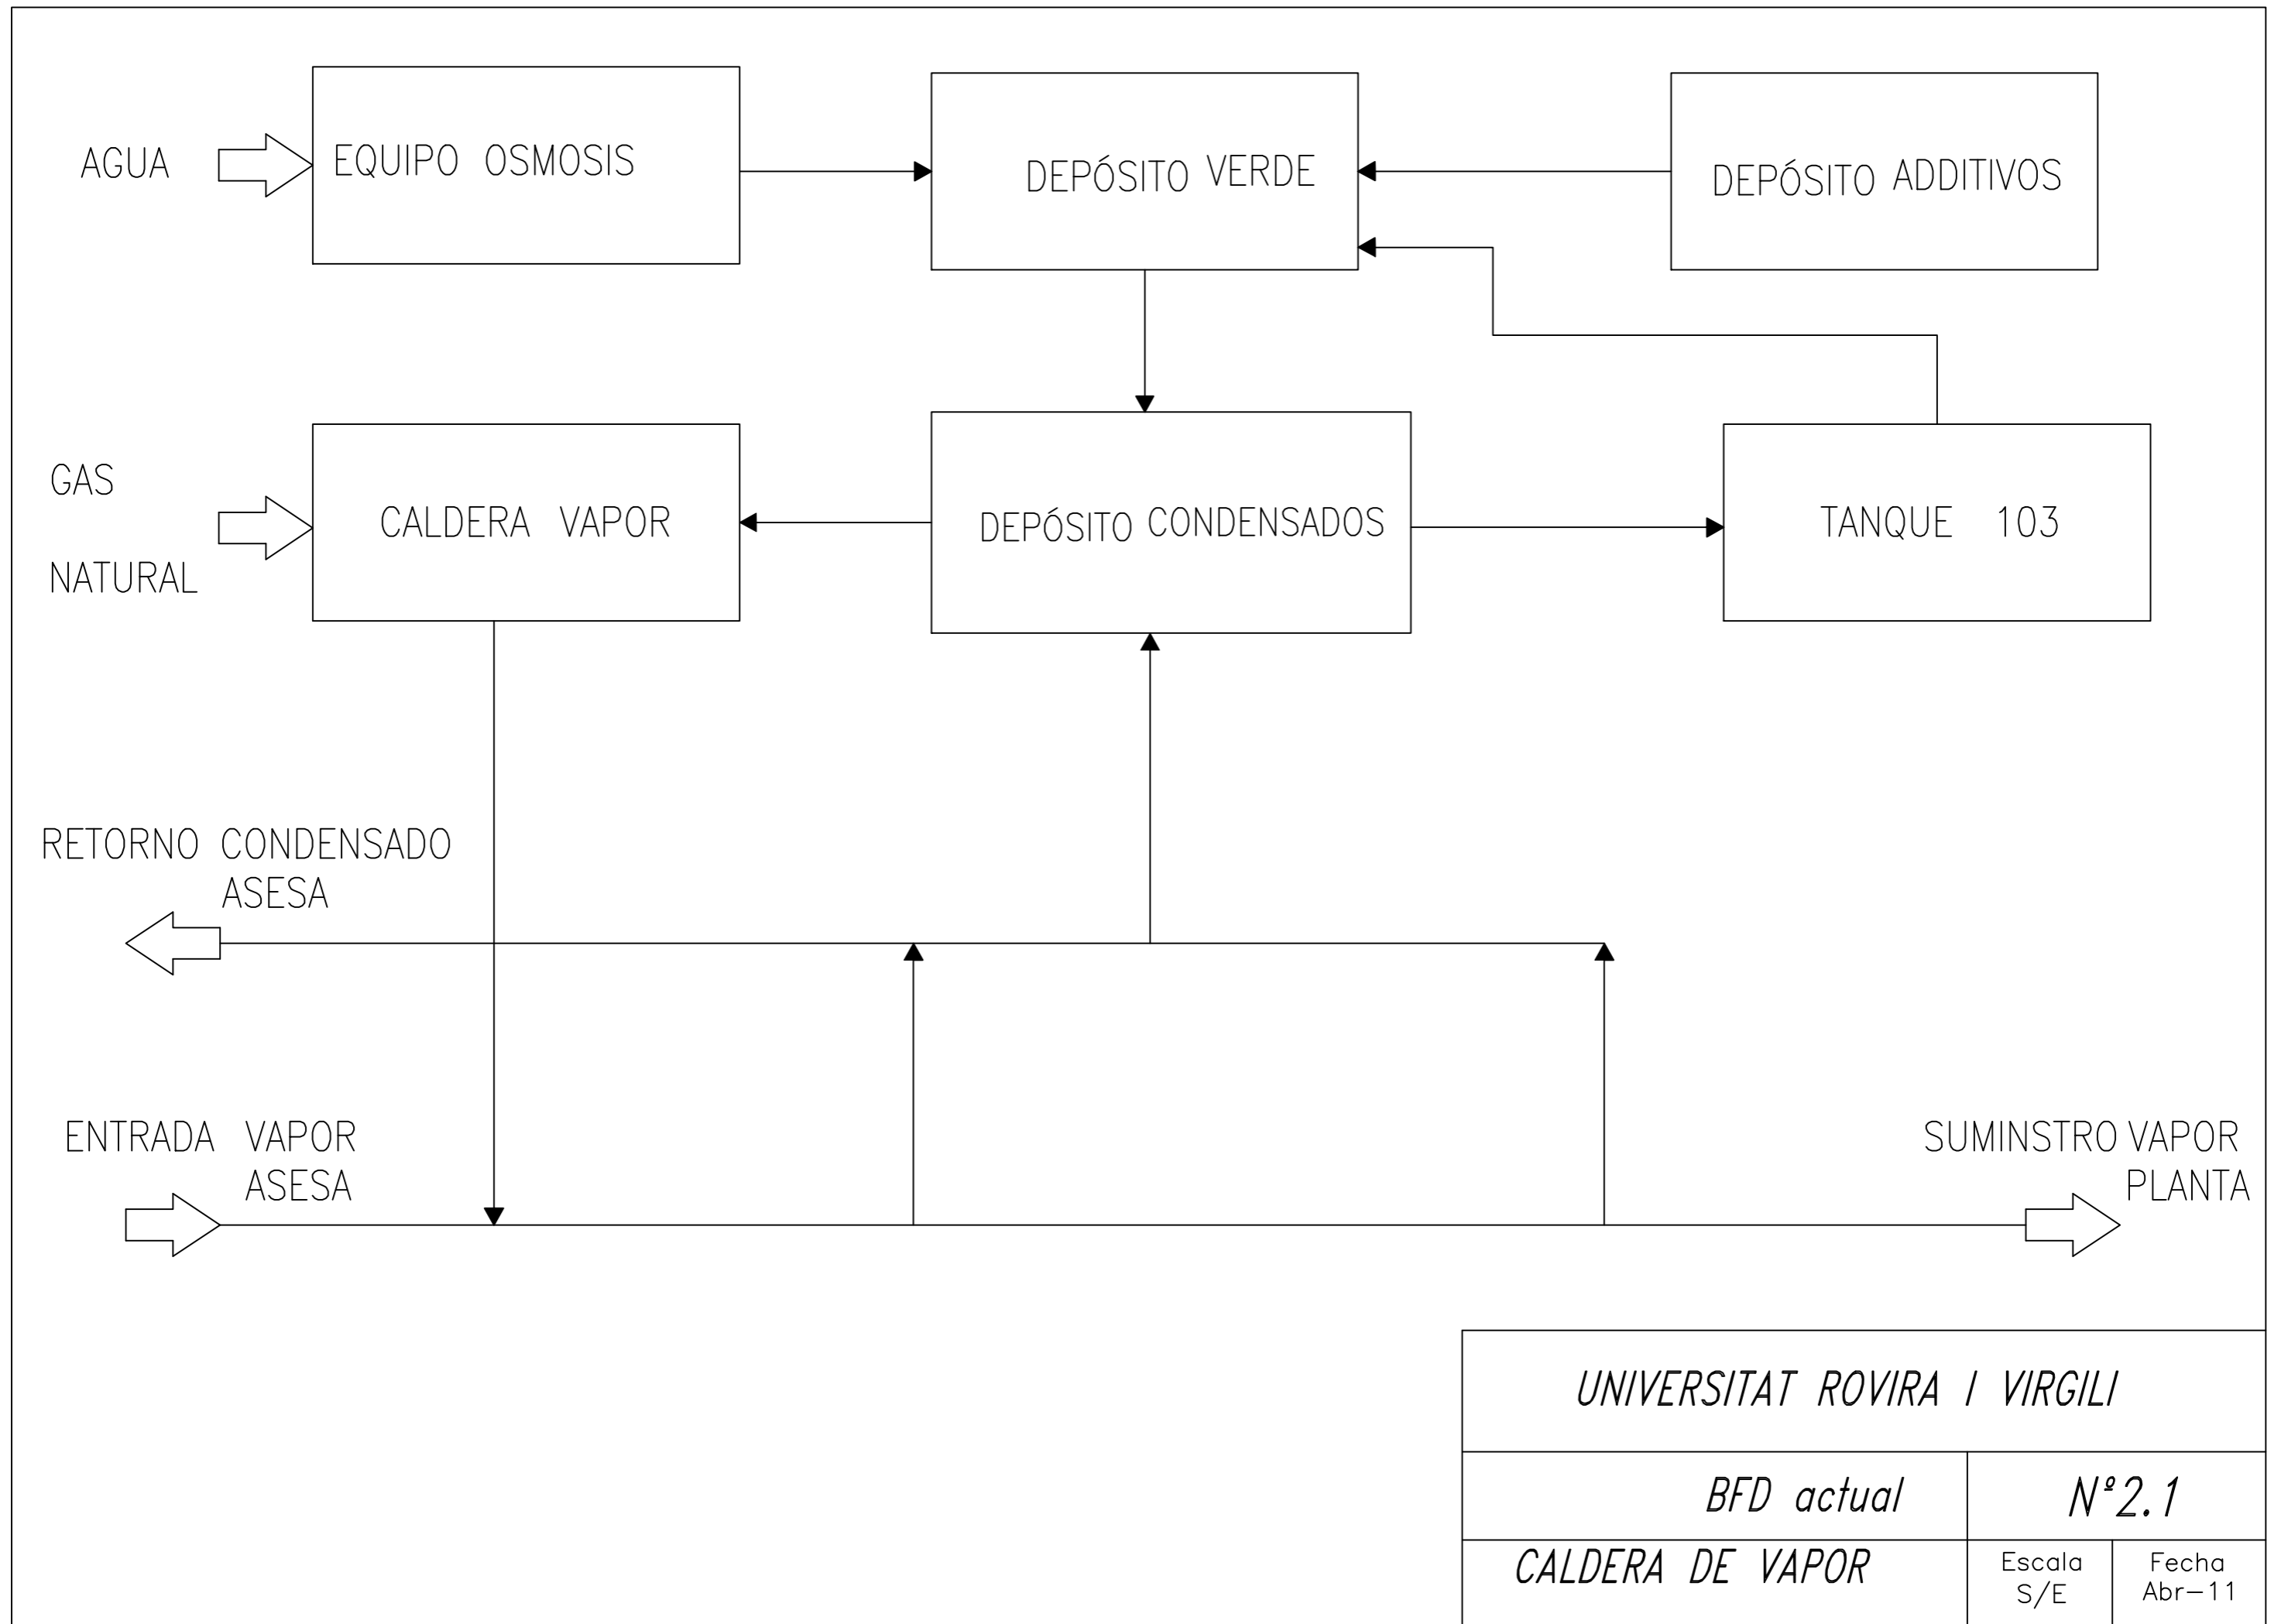 AGUA
EQUIPO OSMOSIS
DEPÓSITO VERDE
DEPÓSITO ADDITIVOS
GAS
NATURAL
CALDERA VAPOR
DEPÓSITO CONDENSADOS
TANQUE 103
RETORNO CONDENSADO
ASESA
ENTRADA VAPOR
ASESA
SUMINSTRO VAPOR
PLANTA
UNIVERSITAT ROVIRA I VIRGILI
BFD actual
Nº2.1
CALDERA DE VAPOR
Escala
S/E
Fecha
Abr-11